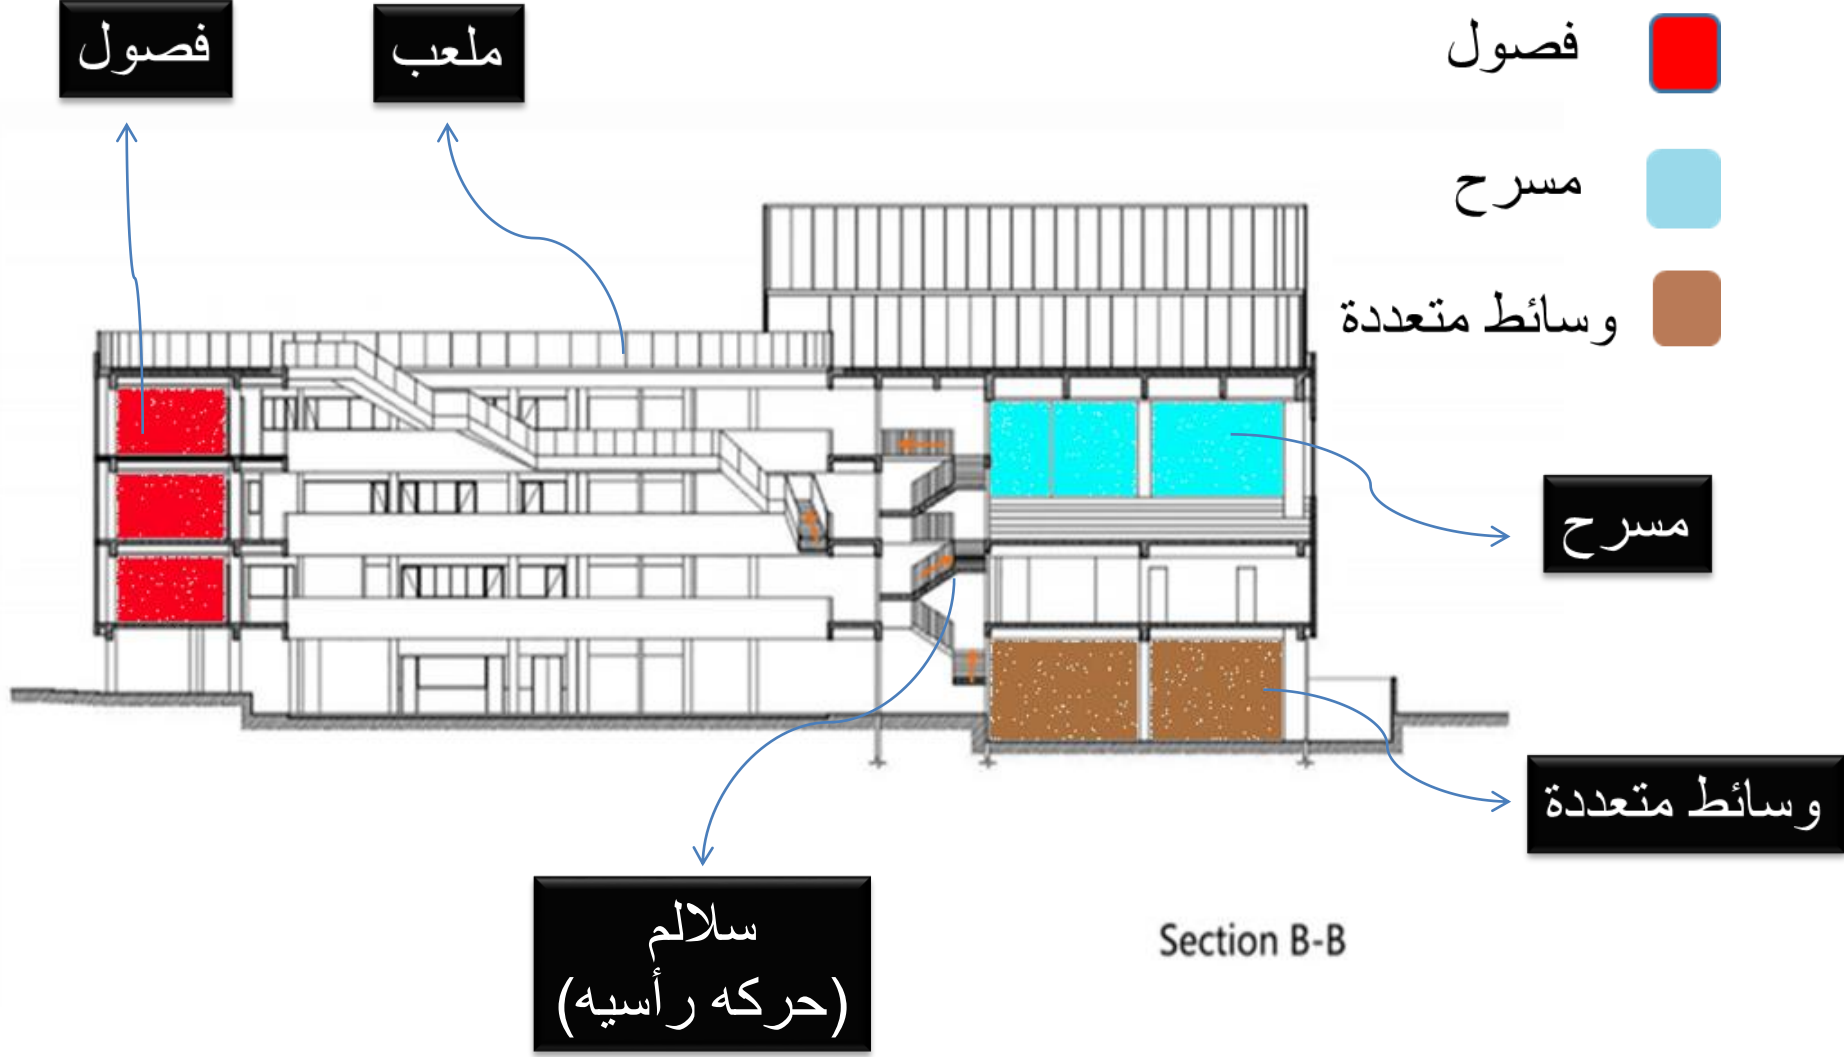 فصول
ملعب
فصول
مسرح
وسائط متعددة
مسرح
وسائط متعددة
سلالم
(حركه رأسيه)
Section B-B